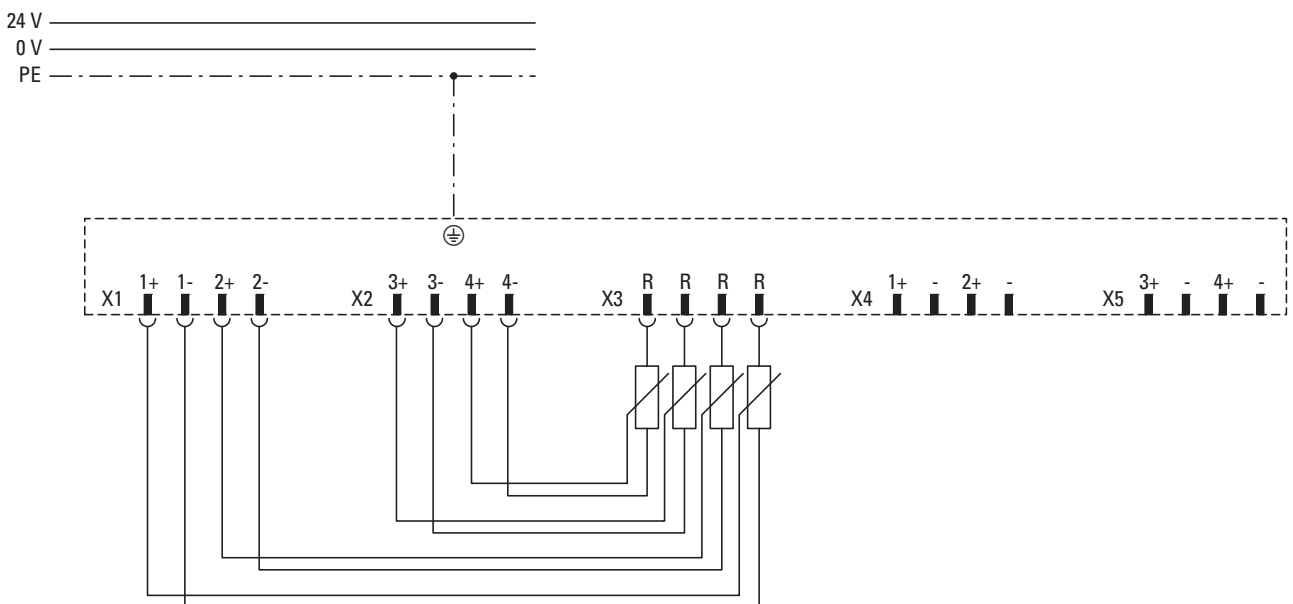 24 V
0 V
PE
X1 1+ 1- 2+ 2- X2 3+ 3- 4+ 4- X3 R R R R X4 1+ - 2+ - X5 3+ - 4+ -